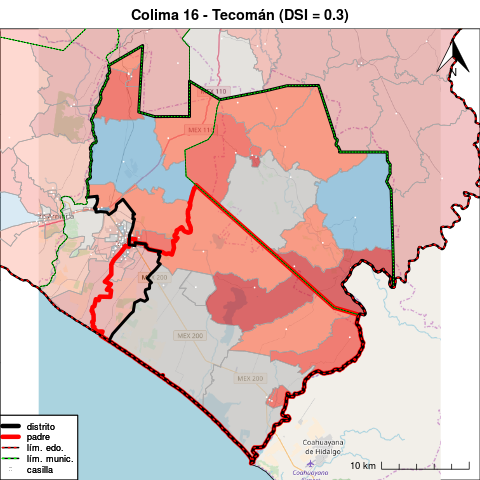 Colima 16 - Tecomán (DSI = 0.3)
N
MEX 110
MEX 110
MEX 200
MEX 200
MEX 200
Coahuayana
de Hidalgo
Coahuayana
10 km
distrito
padre
lím. edo.
lím. munic.
casilla